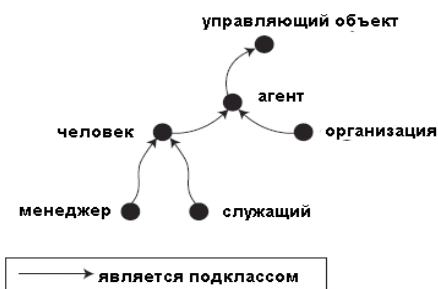 управляющий объект
агент
человек
организация
менеджер
служащий
является подклассом